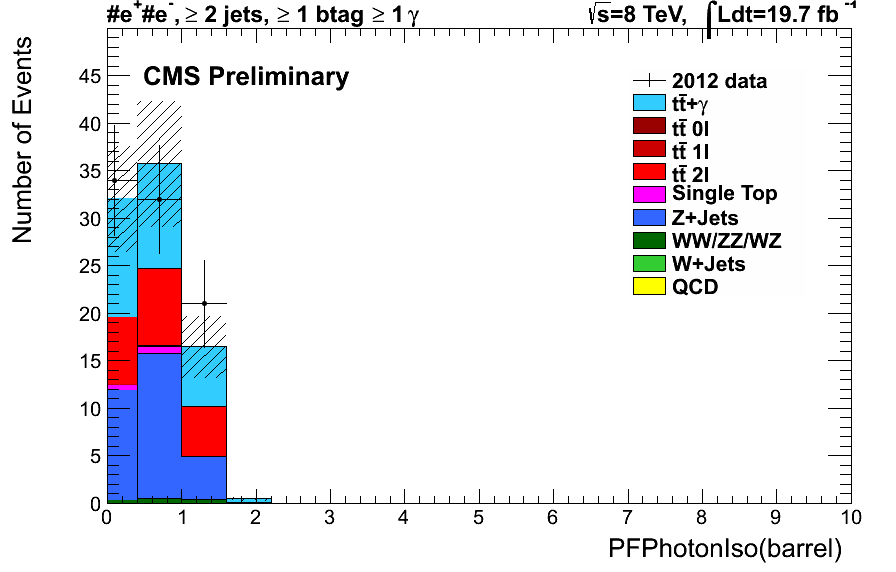 #e⁺#e⁻, ≥ 2 jets, ≥ 1 btag ≥ 1 γ √s=8 TeV, ∫Ldt=19.7 fb⁻¹
CMS Preliminary
2012 data
tt̄+γ
tt̄ 0l
tt̄ 1l
tt̄ 2l
Single Top
Z+Jets
WW/ZZ/WZ
W+Jets
QCD
Number of Events
45
40
35
30
25
20
15
10
5
0
0 1 2 3 4 5 6 7 8 9 10
PFPhotonIso(barrel)